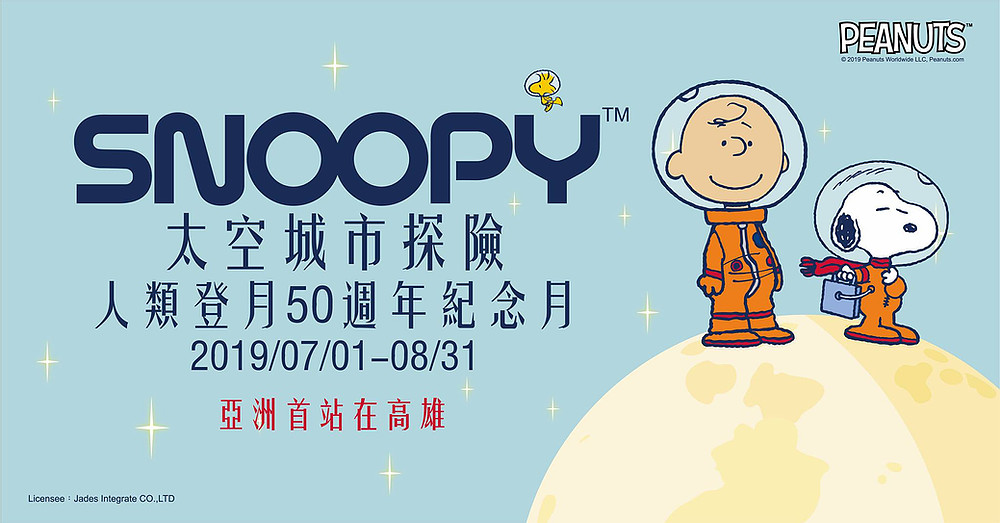 PEANUTS™
© 2019 Peanuts Worldwide LLC, Peanuts.com
SNOOPY™
太空城市探險
人類登月50週年紀念月
2019/07/01-08/31
亞洲首站在高雄
Licensee：Jades Integrate CO.,LTD